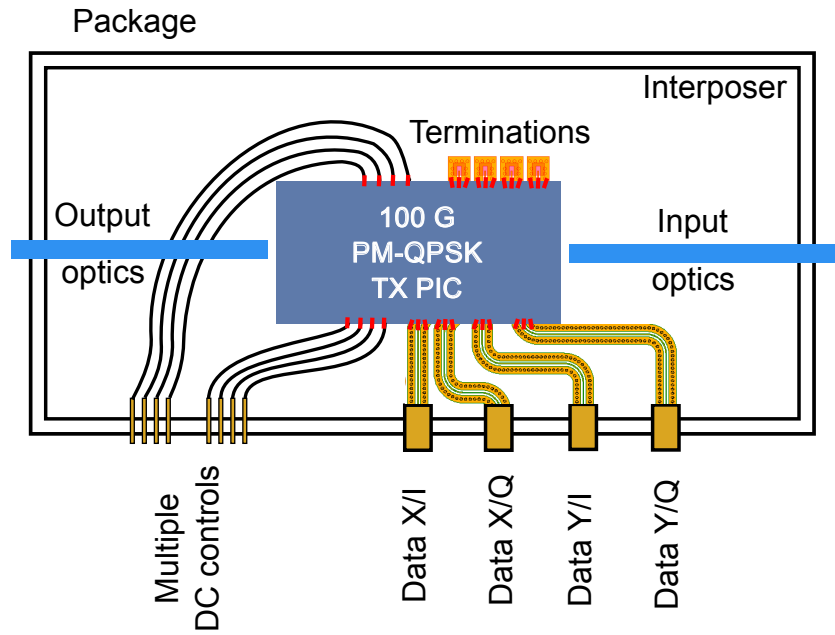 Package
Interposer
Terminations
Output
optics
100 G
PM-QPSK
TX PIC
Input
optics
Multiple
DC controls
Data X/I
Data X/Q
Data Y/I
Data Y/Q